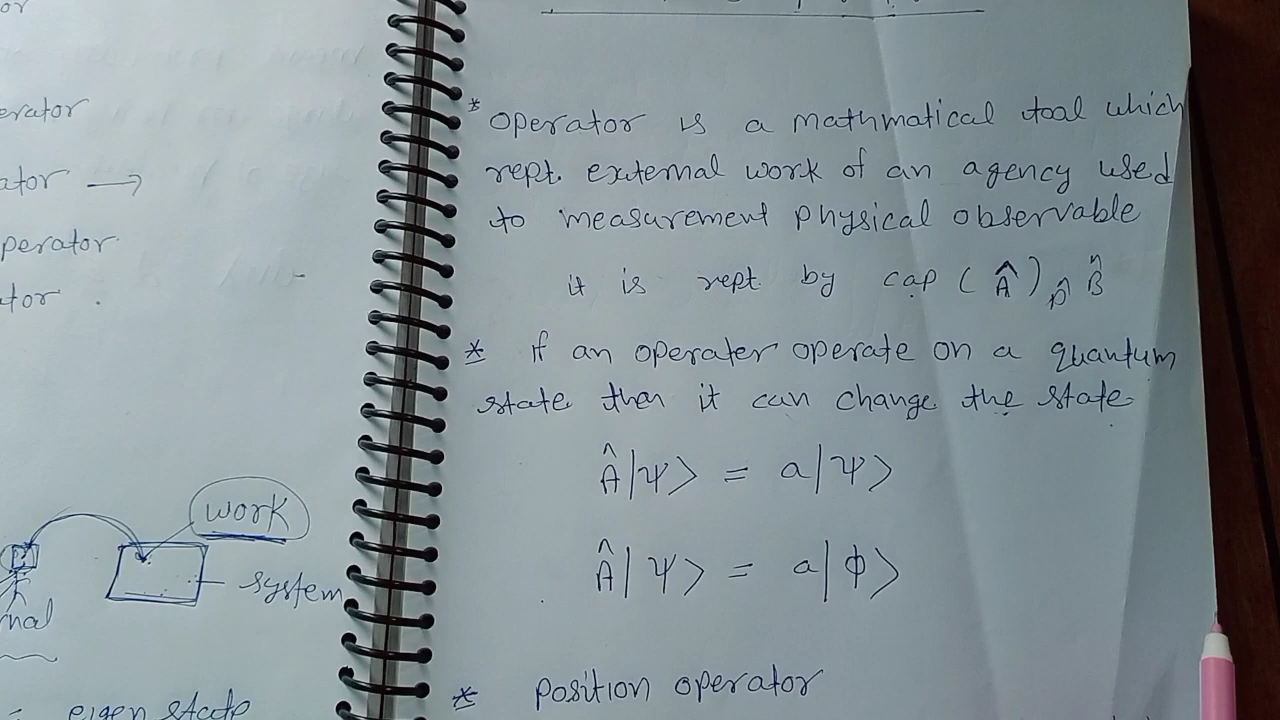 or
erator
ator →
perator
tor .
work
system
nal
= eigen state
* operator is a mathmatical tool which
rept. external work of an agency used
to measurement physical observable
it is rept by cap (Â) p̂ B̂
* if an operater operate on a quantum
state then it can change the state
Â|ψ> = a|ψ>
Â|ψ> = a|ϕ>
* position operator